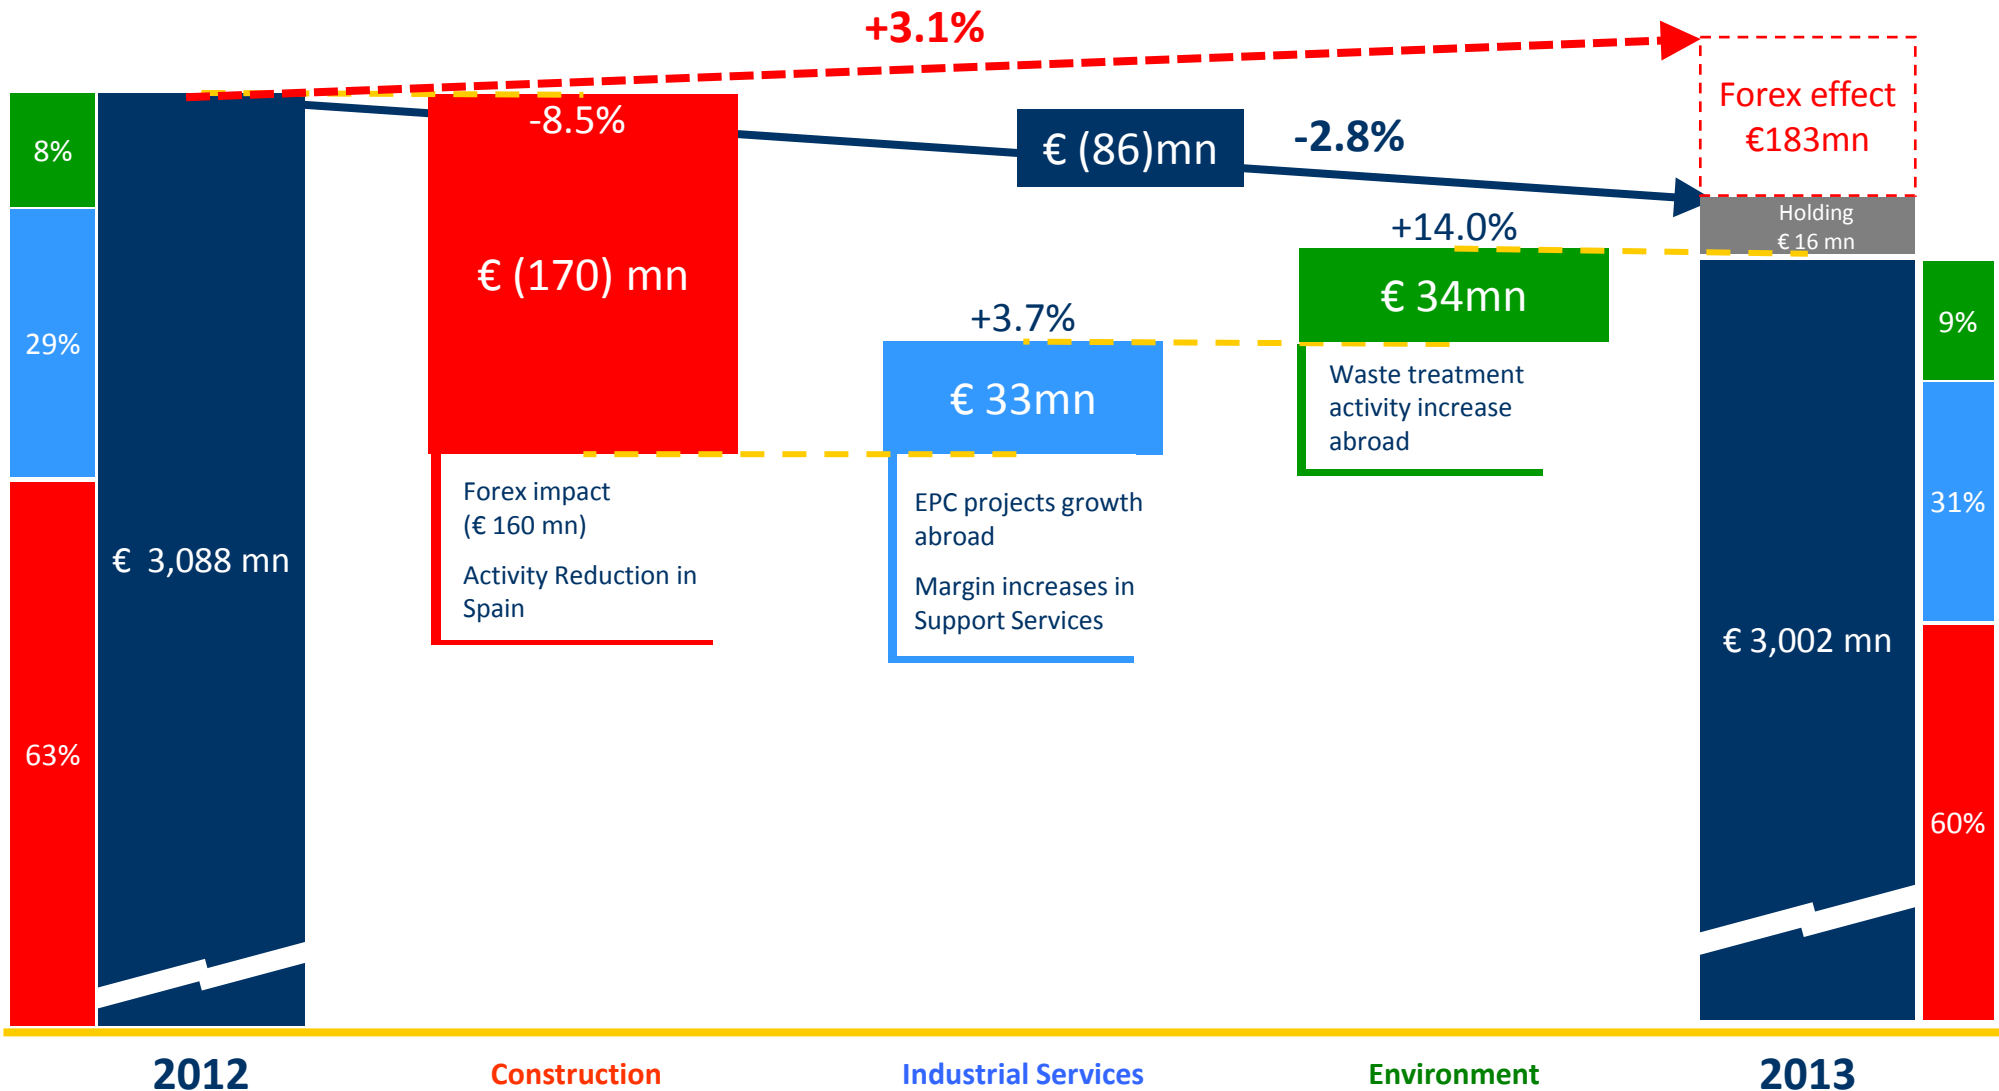 +3.1%
Forex effect
€183mn
8%
-8.5%
€ (86)mn
-2.8%
Holding
€ 16 mn
+14.0%
€ (170) mn
€ 34mn
29%
+3.7%
9%
€ 33mn
Waste treatment
activity increase
abroad
Forex impact
(€ 160 mn)
Activity Reduction in
Spain
EPC projects growth
abroad
Margin increases in
Support Services
31%
€ 3,088 mn
€ 3,002 mn
63%
60%
2012
Construction
Industrial Services
Environment
2013